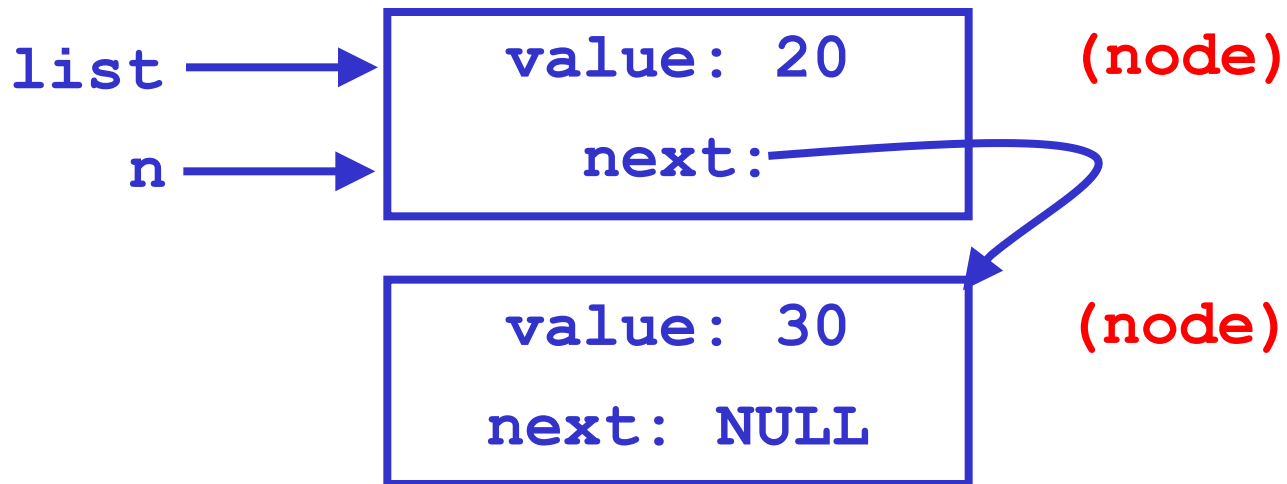 list
value: 20 (node)
n
next:
value: 30 (node)
next: NULL